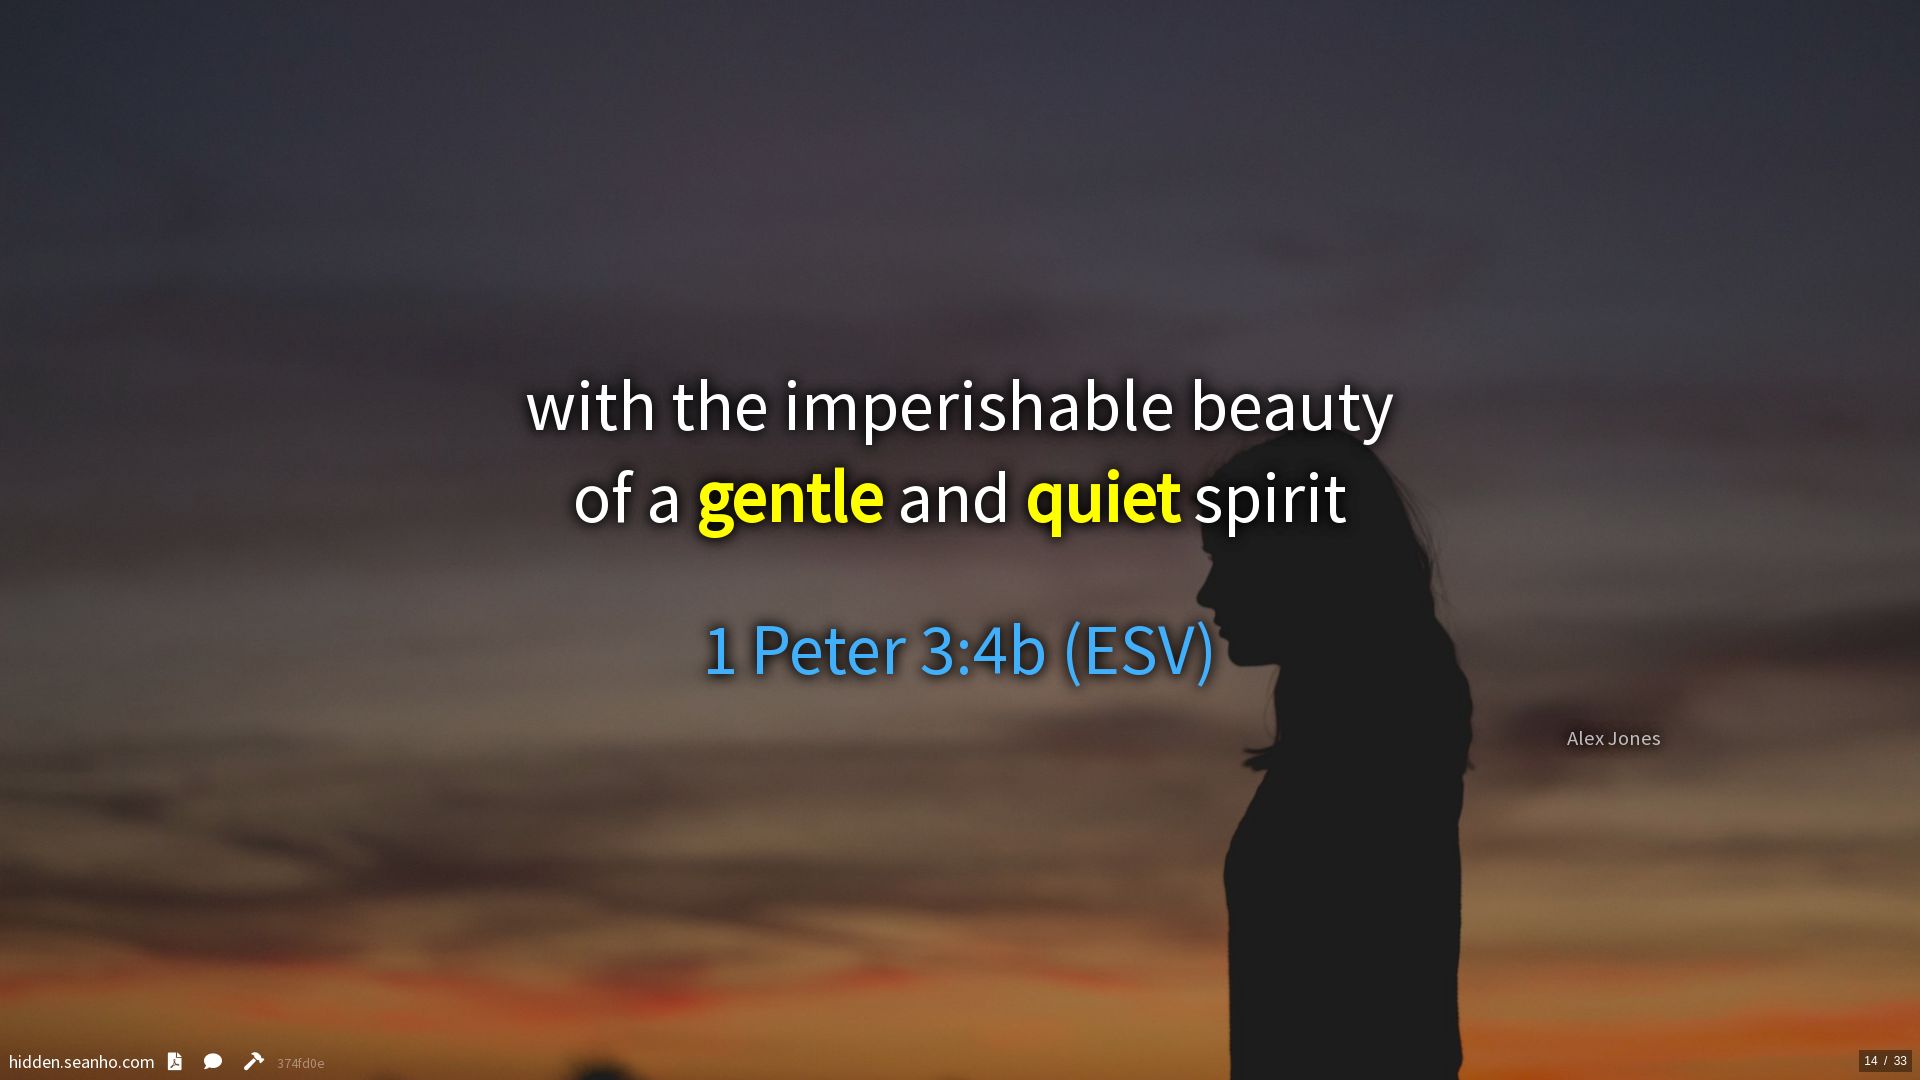 with the imperishable beauty
of a gentle and quiet spirit
1 Peter 3:4b (ESV)
Alex Jones
hidden.seanho.com 374fd0e
14 / 33